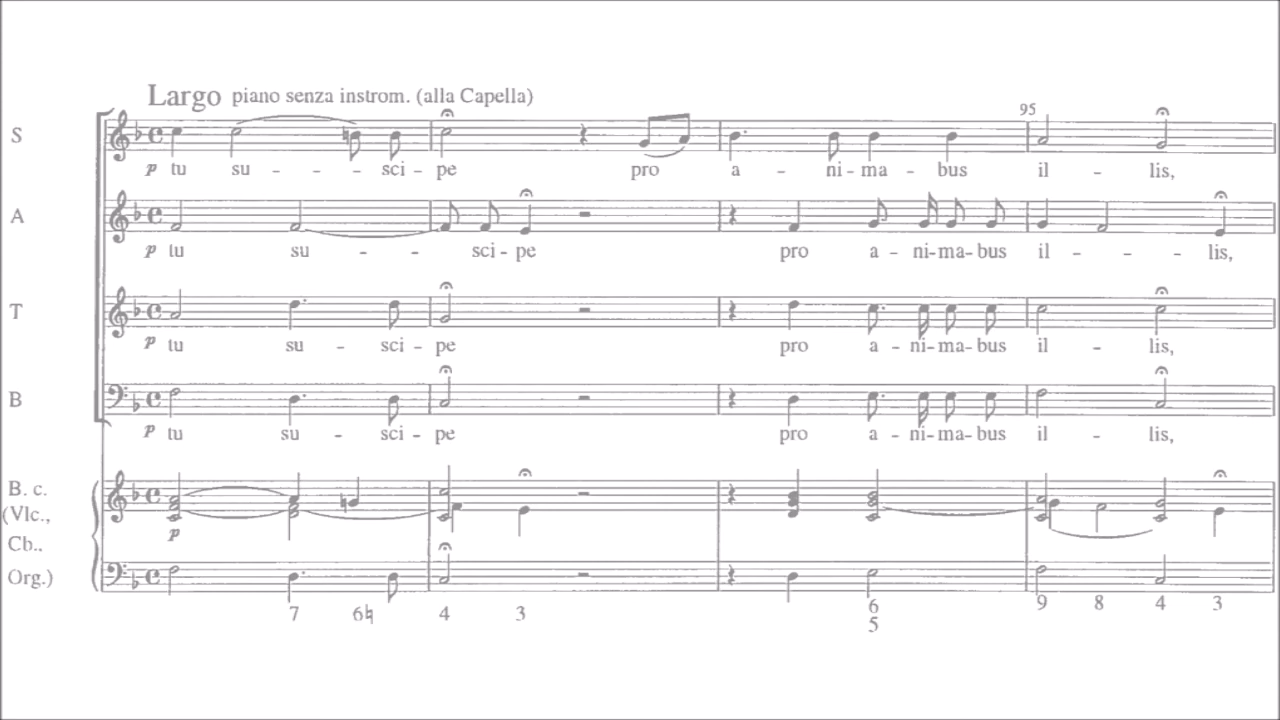 Largo piano senza instrom. (alla Capella)
95
S
p tu su - - - sci - pe pro a - ni - ma - bus il - lis,
A
p tu su - - - sci - pe pro a - ni - ma - bus il - - - lis,
T
p tu su - sci - pe pro a - ni - ma - bus il - lis,
B
p tu su - sci - pe pro a - ni - ma - bus il - lis,
B. c.
(Vlc.,
p
Cb.,
Org.)
7 6♮ 4 3 6 9 8 4 3
5